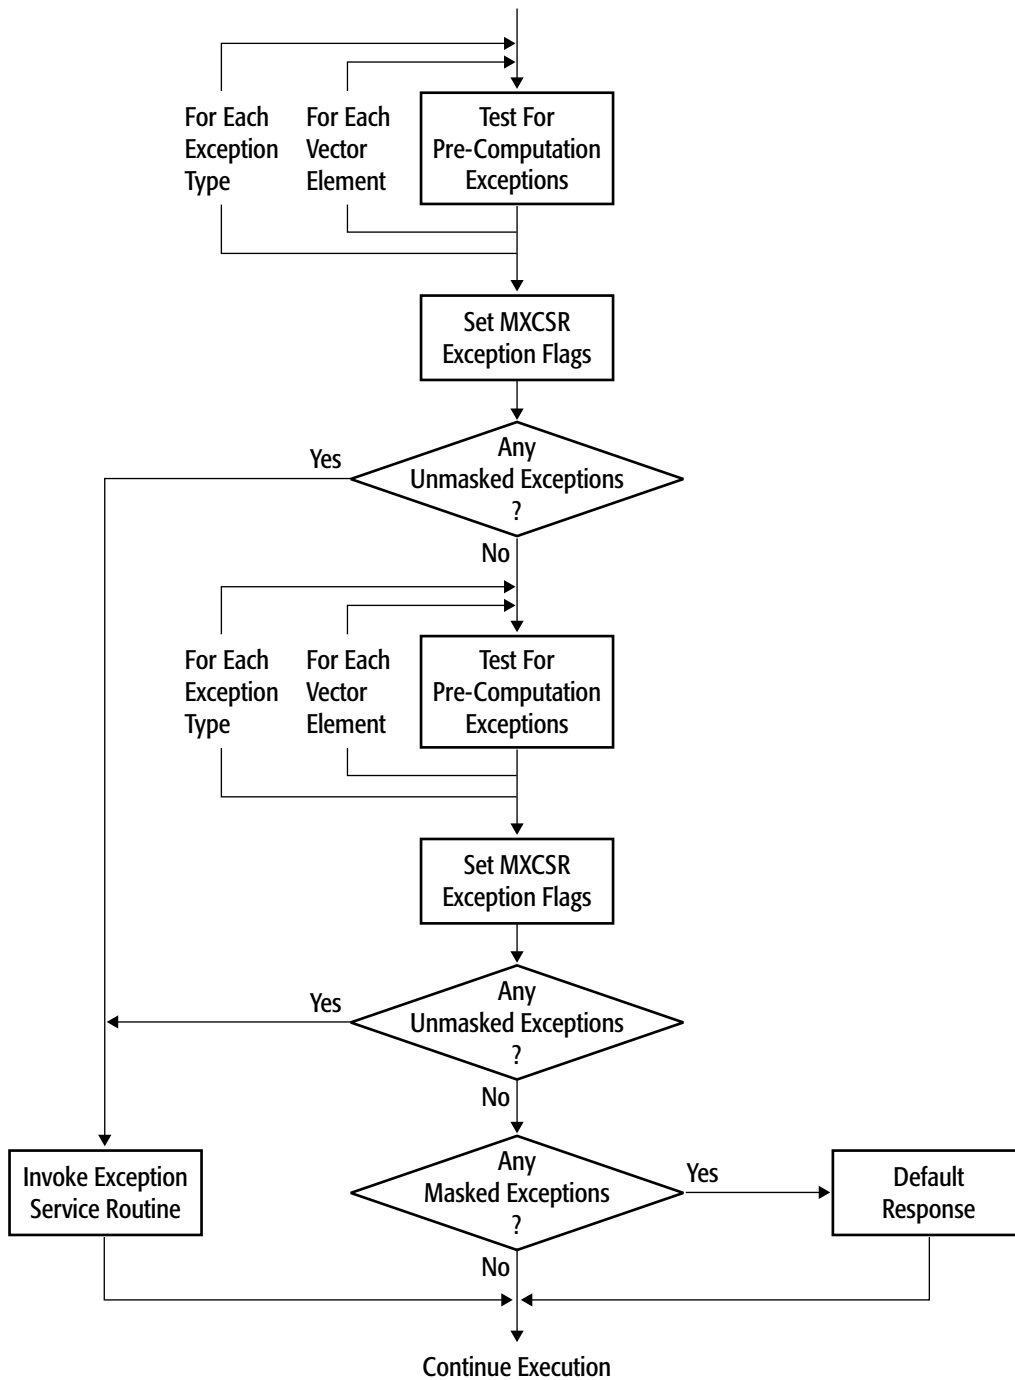 For Each
Exception
Type
For Each
Vector
Element
Test For
Pre-Computation
Exceptions
Set MXCSR
Exception Flags
Any
Unmasked Exceptions
?
Yes
No
For Each
Exception
Type
For Each
Vector
Element
Test For
Pre-Computation
Exceptions
Set MXCSR
Exception Flags
Any
Unmasked Exceptions
?
Yes
No
Invoke Exception
Service Routine
Any
Masked Exceptions
?
Yes
Default
Response
No
Continue Execution